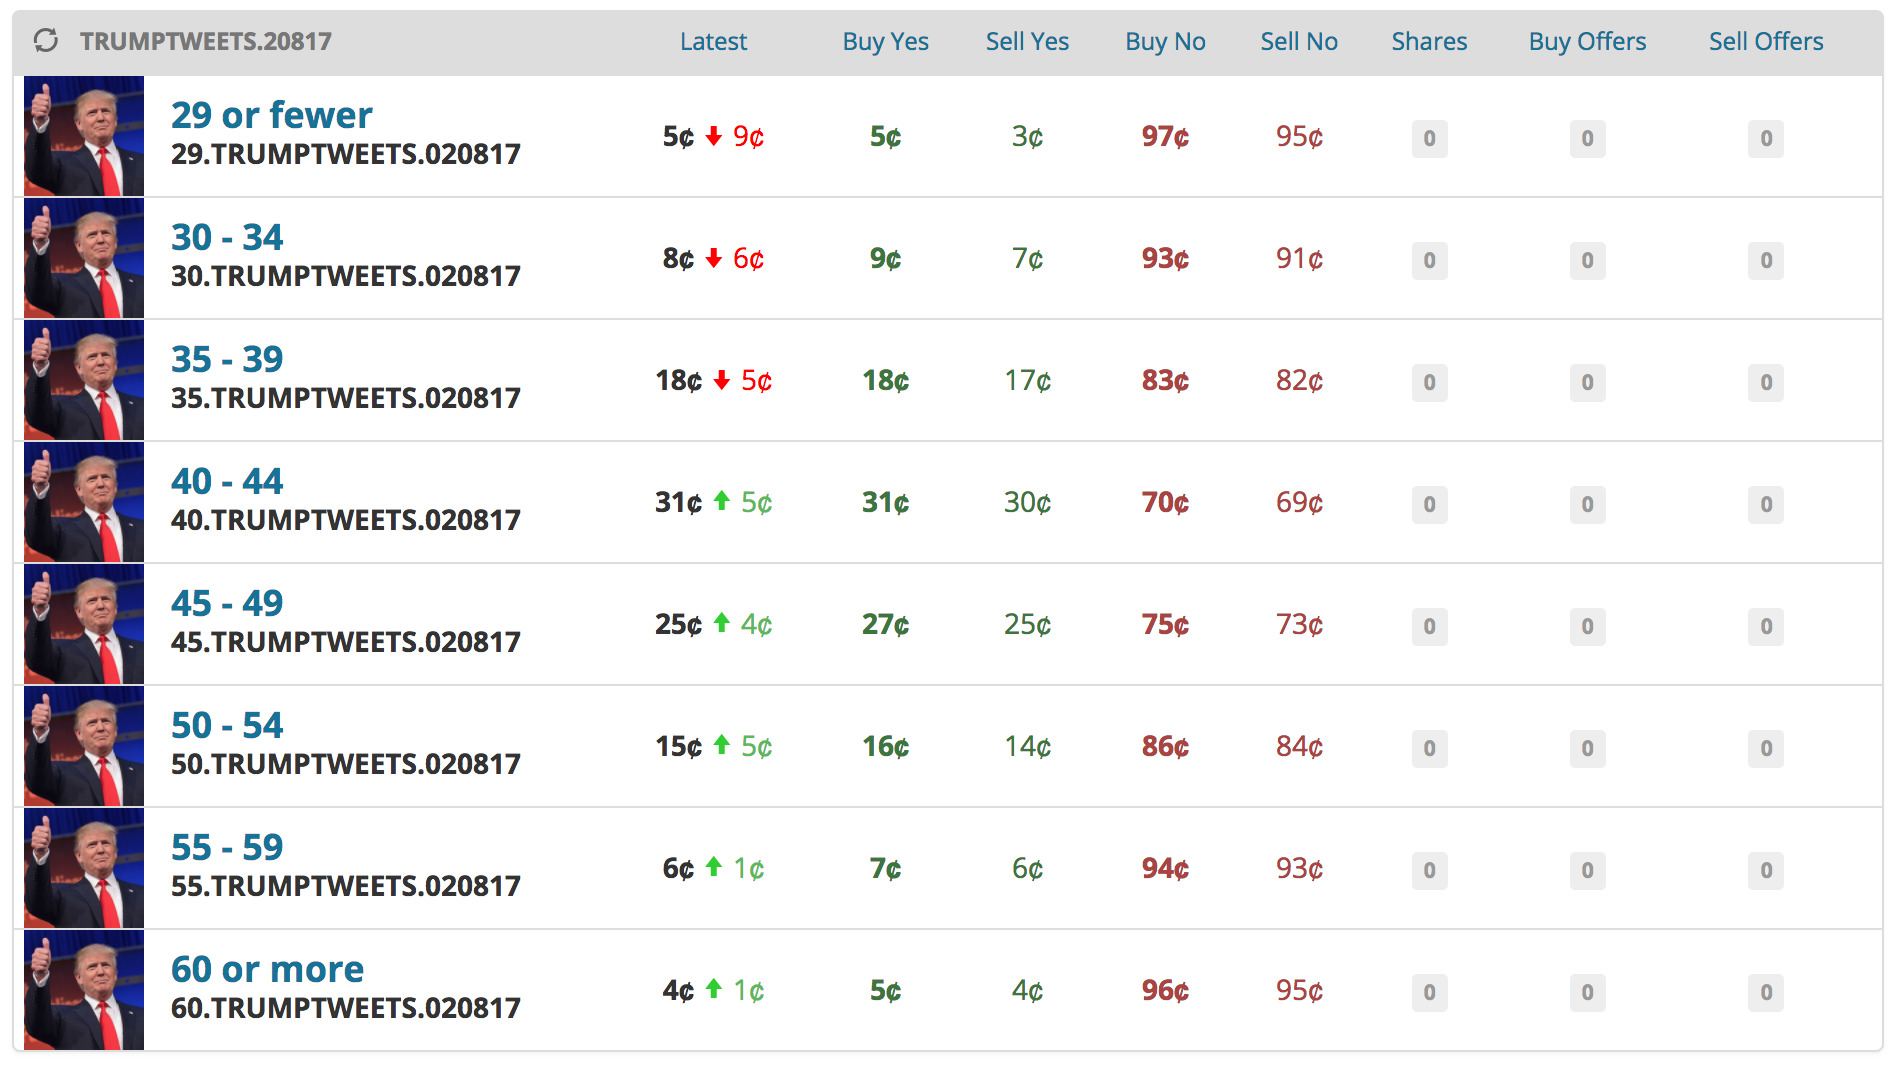 TRUMPTWEETS.20817 Latest Buy Yes Sell Yes Buy No Sell No Shares Buy Offers Sell Offers
29 or fewer
29.TRUMPTWEETS.020817
5¢ 9¢ 5¢ 3¢ 97¢ 95¢ 0 0 0
30 - 34
30.TRUMPTWEETS.020817
8¢ 6¢ 9¢ 7¢ 93¢ 91¢ 0 0 0
35 - 39
35.TRUMPTWEETS.020817
18¢ 5¢ 18¢ 17¢ 83¢ 82¢ 0 0 0
40 - 44
40.TRUMPTWEETS.020817
31¢ 5¢ 31¢ 30¢ 70¢ 69¢ 0 0 0
45 - 49
45.TRUMPTWEETS.020817
25¢ 4¢ 27¢ 25¢ 75¢ 73¢ 0 0 0
50 - 54
50.TRUMPTWEETS.020817
15¢ 5¢ 16¢ 14¢ 86¢ 84¢ 0 0 0
55 - 59
55.TRUMPTWEETS.020817
6¢ 1¢ 7¢ 6¢ 94¢ 93¢ 0 0 0
60 or more
60.TRUMPTWEETS.020817
4¢ 1¢ 5¢ 4¢ 96¢ 95¢ 0 0 0